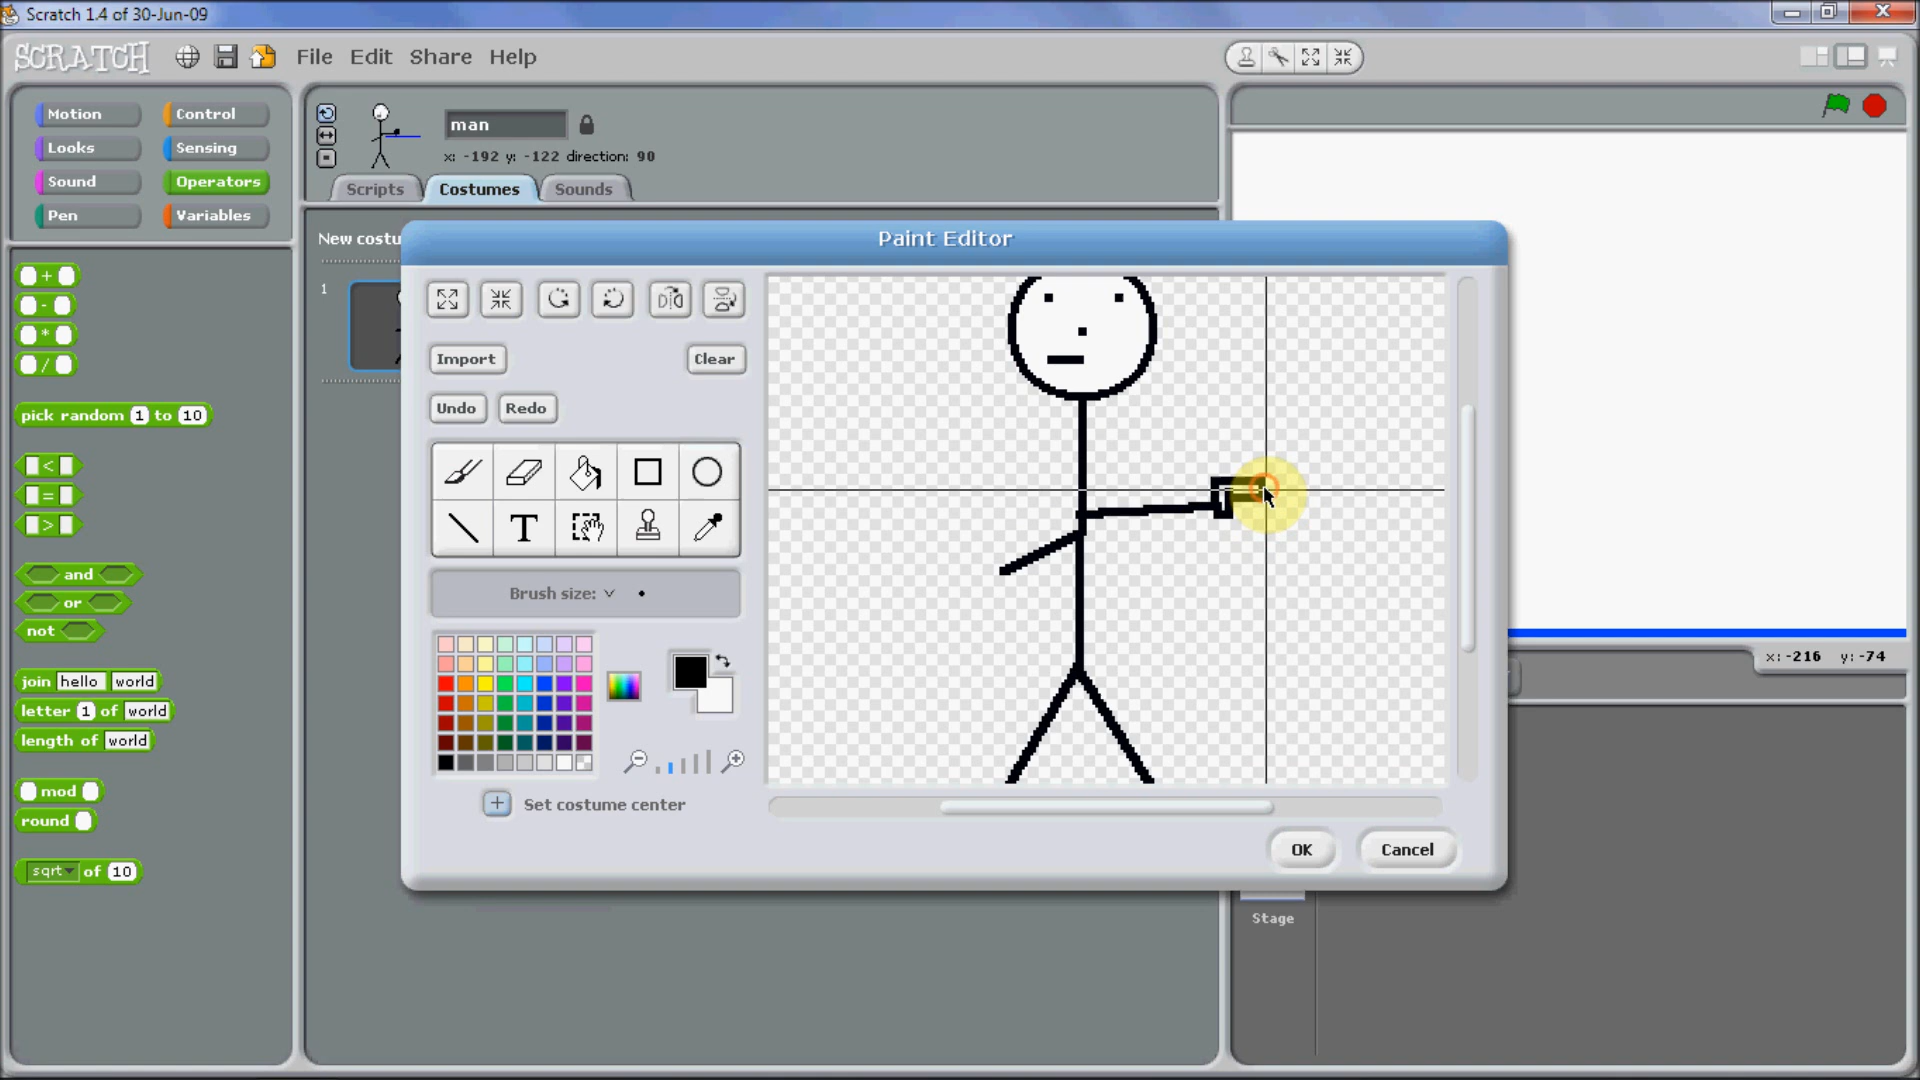 Scratch 1.4 of 30-Jun-09
SCRATCH
File Edit Share Help
Motion Control
Looks Sensing
Sound Operators
Pen Variables
man
x: -192 y: -122 direction: 90
Scripts Costumes Sounds
New costu
1
Paint Editor
Import Clear
Undo Redo
T
Brush size:
Set costume center
OK Cancel
+
-
*
/
pick random 1 to 10
<
=
>
and
or
not
join hello world
letter 1 of world
length of world
mod
round
sqrt of 10
x: -216 y: -74
Stage